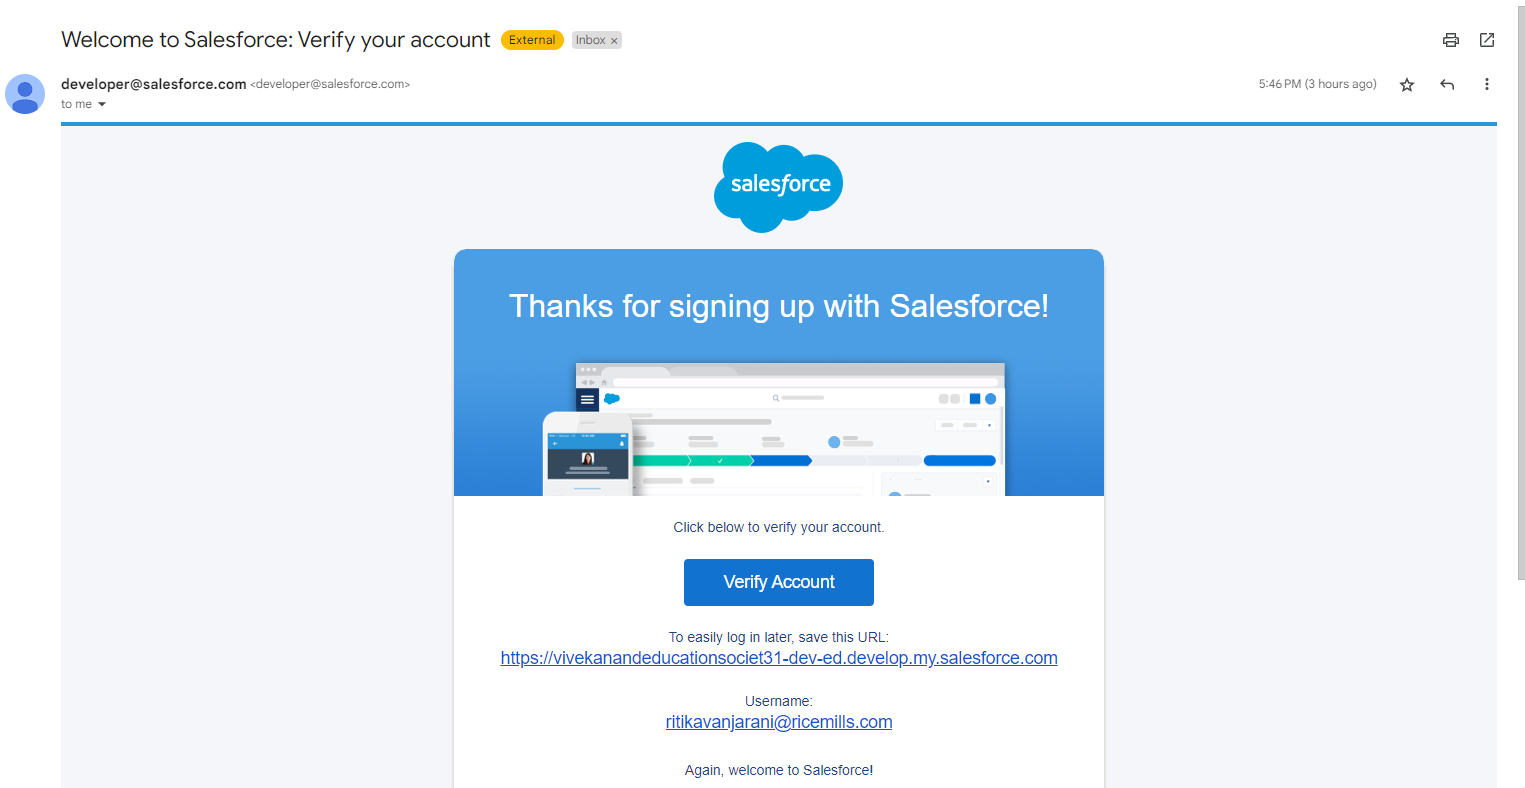 Welcome to Salesforce: Verify your account External Inbox ×
developer@salesforce.com <developer@salesforce.com> 5:46 PM (3 hours ago)
to me
salesforce
Thanks for signing up with Salesforce!
Click below to verify your account.
Verify Account
To easily log in later, save this URL:
https://vivekanandeducationsociet31-dev-ed.develop.my.salesforce.com
Username:
ritikavanjarani@ricemills.com
Again, welcome to Salesforce!